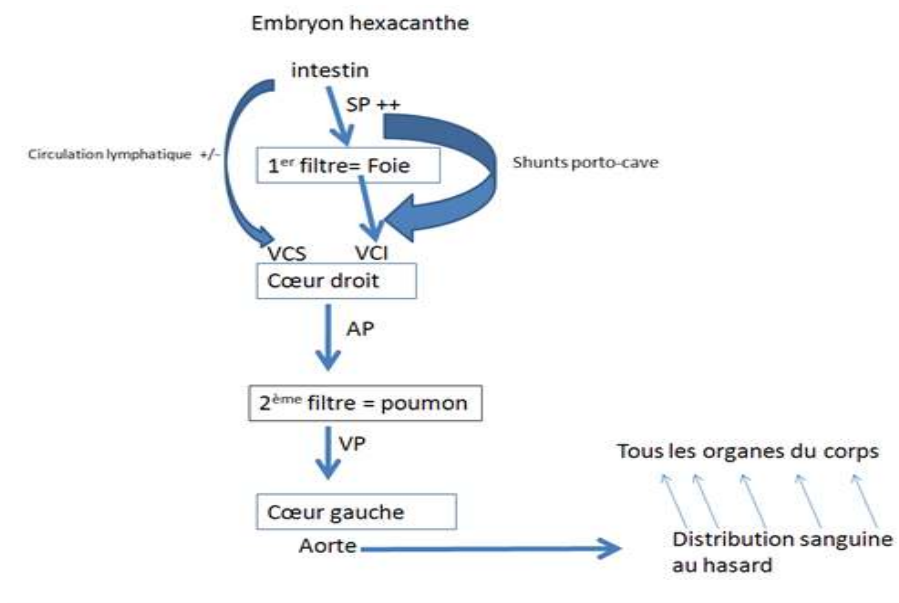 Embryon hexacanthe
intestin
SP ++
Circulation lymphatique +/-
1er filtre= Foie
Shunts porto-cave
VCS VCI
Cœur droit
AP
2ème filtre = poumon
VP
Tous les organes du corps
Cœur gauche
Aorte
Distribution sanguine
au hasard